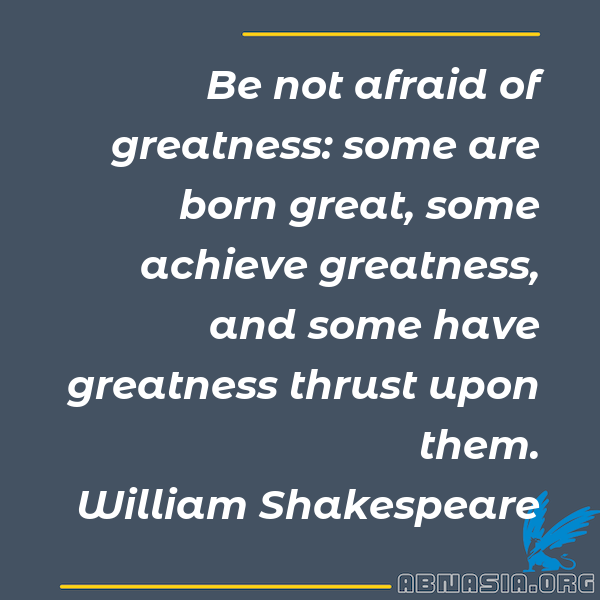 Be not afraid of
greatness: some are
born great, some
achieve greatness,
and some have
greatness thrust upon
them.
William Shakespeare
ABNASIA.ORG